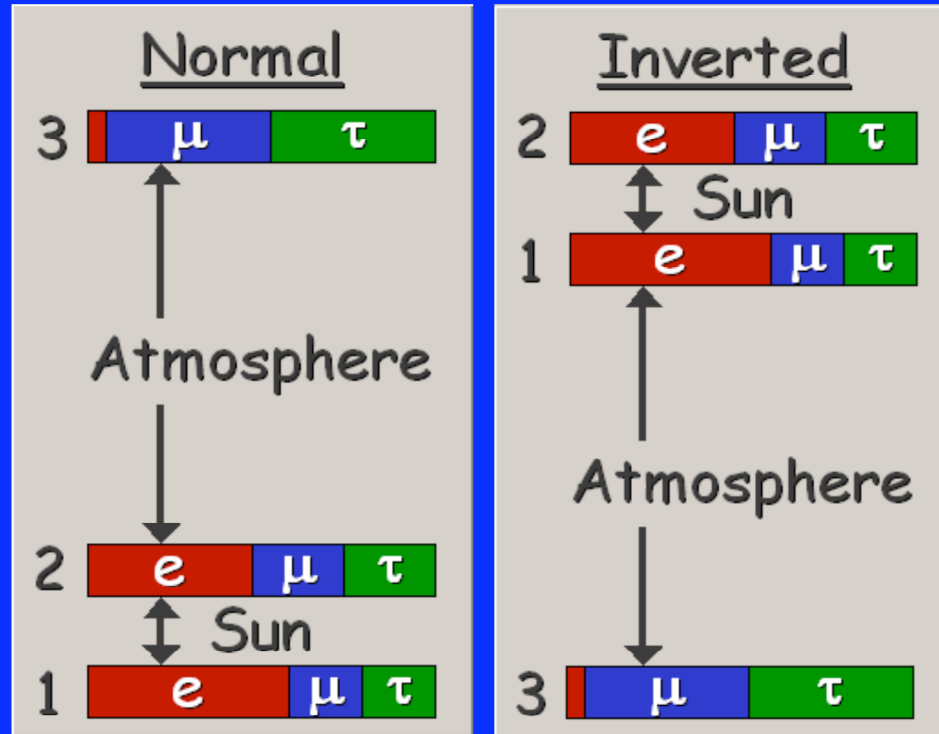 Normal
3 μ τ
Atmosphere
2 e μ τ
Sun
1 e μ τ
Inverted
2 e μ τ
Sun
1 e μ τ
Atmosphere
3 μ τ